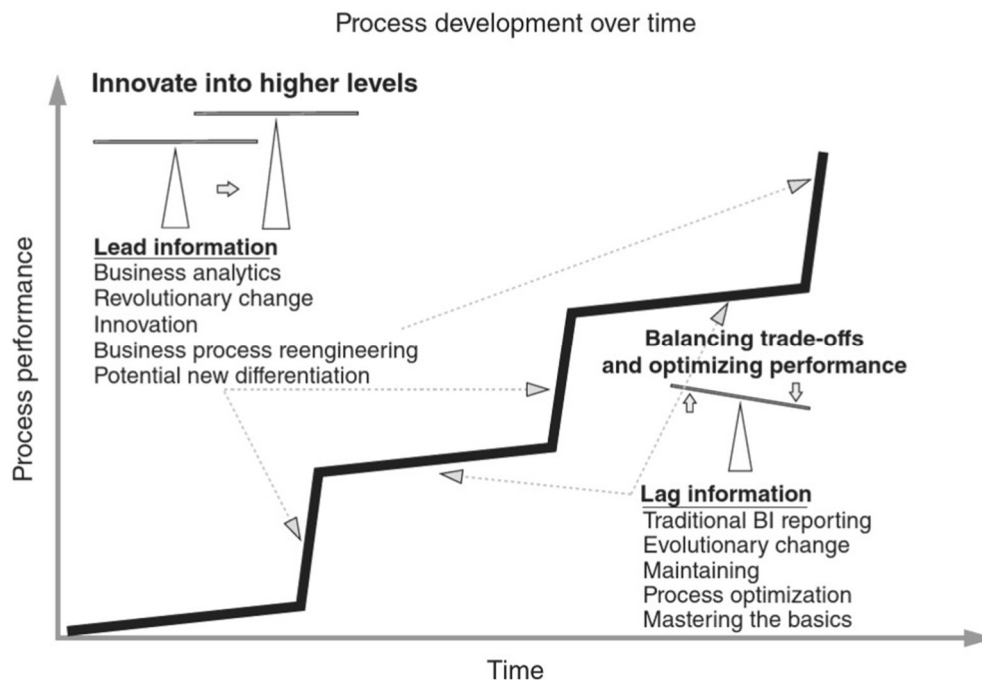 Process development over time
Innovate into higher levels
Lead information
Business analytics
Revolutionary change
Innovation
Business process reengineering
Potential new differentiation
Balancing trade-offs
and optimizing performance
Lag information
Traditional BI reporting
Evolutionary change
Maintaining
Process optimization
Mastering the basics
Process performance
Time